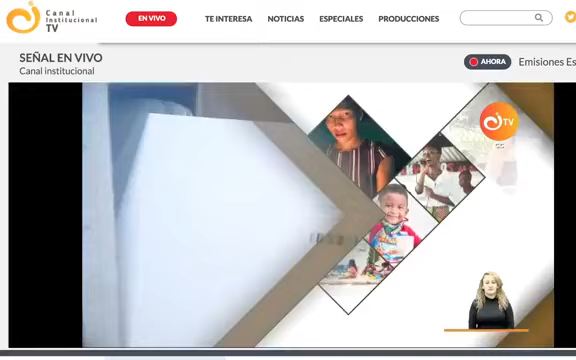 Canal
Institucional
TV
EN VIVO
TE INTERESA
NOTICIAS
ESPECIALES
PRODUCCIONES
SEÑAL EN VIVO
Canal institucional
AHORA
Emisiones Es
TV
CC